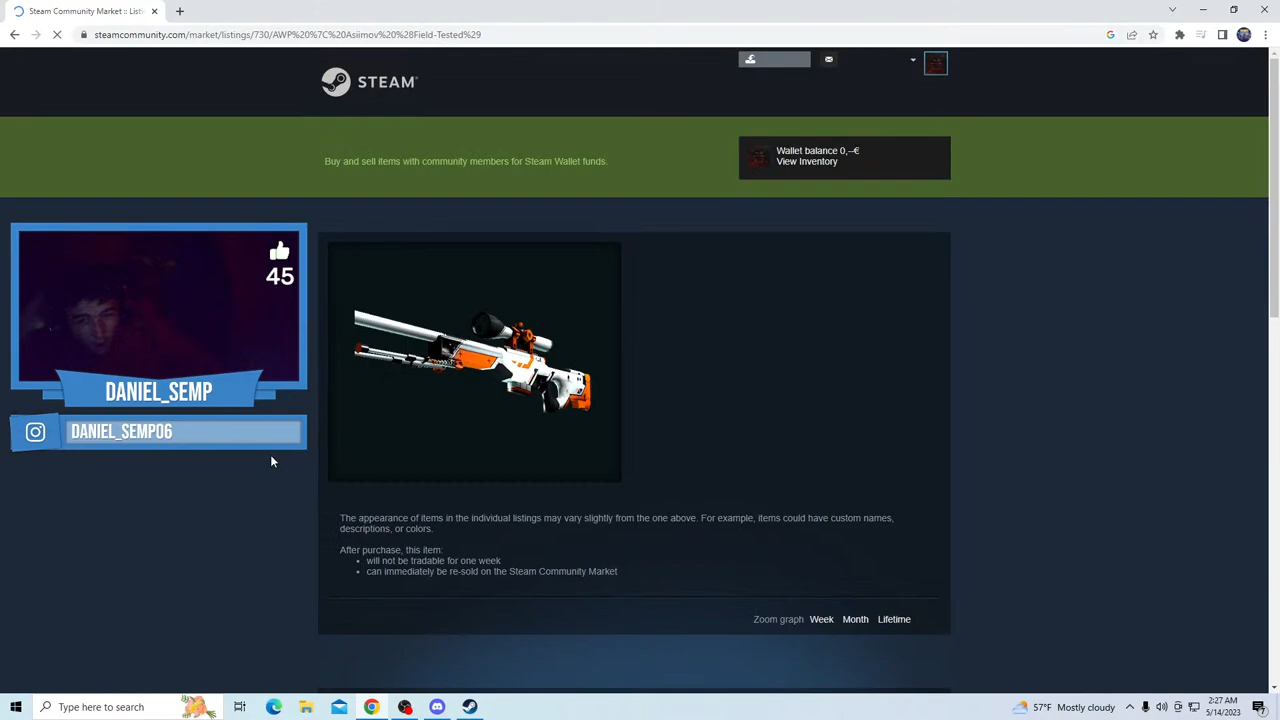 Steam Community Market :: Listi
steamcommunity.com/market/listings/730/AWP%20%7C%20Asiimov%20%28Field-Tested%29
STEAM
Buy and sell items with community members for Steam Wallet funds.
Wallet balance 0,--€
View Inventory
45
DANIEL_SEMP
DANIEL_SEMP06
The appearance of items in the individual listings may vary slightly from the one above. For example, items could have custom names,
descriptions, or colors.
After purchase, this item:
will not be tradable for one week
can immediately be re-sold on the Steam Community Market
Zoom graph Week Month Lifetime
Type here to search
57°F Mostly cloudy
2:27 AM
5/14/2023
7